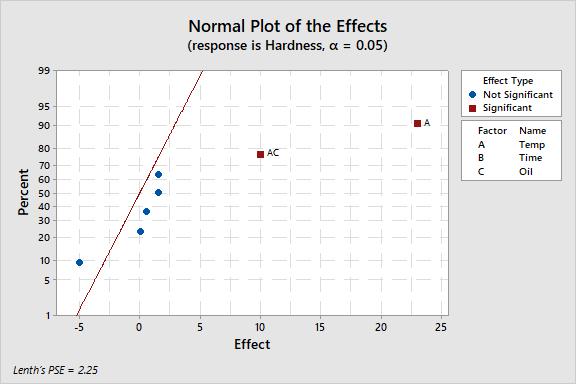 Normal Plot of the Effects
(response is Hardness, α = 0.05)
99
95
90
80
70
60
50
40
30
20
10
5
1
Percent
A
AC
-5 0 5 10 15 20 25
Effect
Effect Type
Not Significant
Significant
Factor Name
A Temp
B Time
C Oil
Lenth's PSE = 2.25